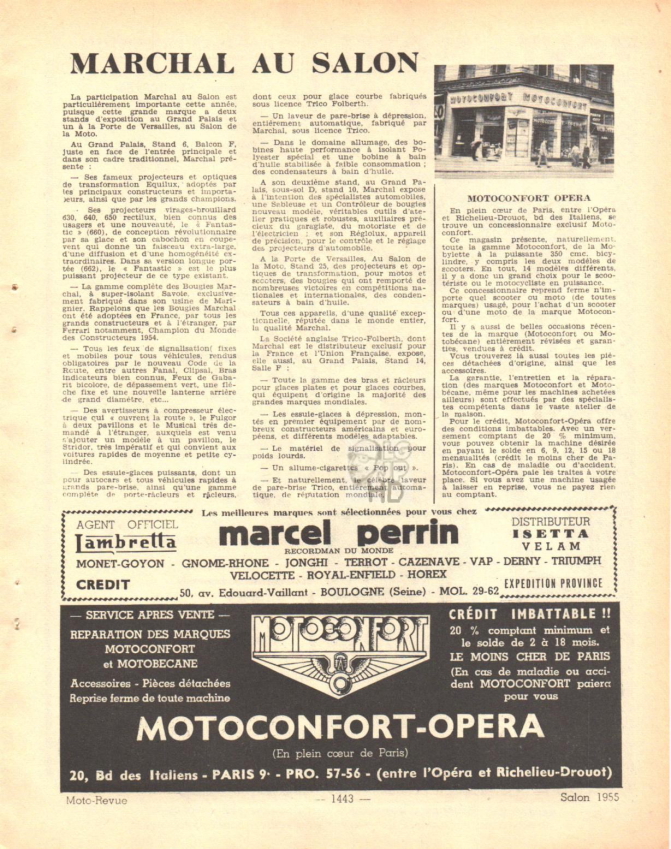 MARCHAL AU SALON
La participation Marchal au Salon est
particulièrement importante cette année,
puisque cette grande marque a deux
stands d'exposition au Grand Palais et
un à la Porte de Versailles, au Salon de
la Moto.
Au Grand Palais, Stand 6, Balcon F,
juste en face de l'entrée principale et
dans son cadre traditionnel, Marchal pré-
sente :
— Ses fameux projecteurs et optiques
de transformation Equilux, adoptés par
les principaux constructeurs et importa-
teurs, ainsi que par les grands champions.
Ses projecteurs virages-brouillard
630, 640, 650 rectilux, bien connus des
usagers et une nouveauté, le « Fantas-
tic » (660), de conception révolutionnaire
par sa glace et son cabochon en coupe-
vent qui donne un faisceau extra-large,
d'une diffusion et d'une homogénéité ex-
traordinaires. Dans sa version longue por-
tée (662), le « Fantastic » est le plus
puissant projecteur de ce type existant.
— La gamme complète des Bougies Mar-
chal, à super-isolant Savoie, exclusive-
ment fabriqué dans son usine de Mari-
gnier. Rappelons que les Bougies Marchal
ont été adoptées en France, par tous les
grands constructeurs et à l'étranger, par
Ferrari notamment, Champion du Monde
des Constructeurs 1954.
— Tous les feux de signalisation fixes
et mobiles pour tous véhicules, rendus
obligatoires par le nouveau Code de la
Route, entre autres Fanal, Clipsal, Bras
indicateurs bien connus, Feux de Gaba-
rit bicolore, de dépassement vert, une flè-
che fixe et une nouvelle lanterne arrière
de grand diamètre, etc...
— Des avertisseurs à compresseur élec-
trique qui « ouvrent la route », le Fulgor
à deux pavillons et le Musical très de-
mandé à l'étranger, auxquels est venu
s'ajouter un modèle à un pavillon, le
Stridor, très impératif et qui convient aux
voitures rapides de moyenne et petite cy-
lindrée.
— Des essuie-glaces puissants, dont un
pour autocars et tous véhicules rapides à
grands pare-brise, ainsi qu'une gamme
complète de porte-râcleurs et râcleurs,
dont ceux pour glace courbe fabriqués
sous licence Trico Folberth.
— Un laveur de pare-brise à dépression,
entièrement automatique, fabriqué par
Marchal, sous licence Trico.
— Dans le domaine allumage, des bo-
bines haute performance à isolant Po-
lyester spécial et une bobine à bain
d'huile stabilisée à faible consommation ;
des condensateurs à bain d'huile.
A son deuxième stand, au Grand Pa-
lais, sous-sol D, stand 10, Marchal expose
à l'intention des spécialistes automobiles,
une Sableuse et un Contrôleur de bougies
nouveau modèle, véritables outils d'ate-
lier pratiques et robustes, auxiliaires pré-
cieux du garagiste, du motoriste et de
l'électricien ; et son Réglolux, appareil
de précision, pour le contrôle et le réglage
des projecteurs d'automobile.
A la Porte de Versailles, Au Salon de
la Moto, Stand 25, des projecteurs et op-
tiques de transformation, pour motos et
scooters, des bougies qui ont remporté de
nombreuses victoires en compétitions na-
tionales et internationales, des conden-
sateurs à bain d'huile.
Tous ces appareils, d'une qualité excep-
tionnelle, réputée dans le monde entier,
la qualité Marchal.
La Société anglaise Trico-Folberth, dont
Marchal est le distributeur exclusif pour
la France et l'Union Française, expose,
elle aussi, au Grand Palais, Stand 14,
Salle F :
— Toute la gamme des bras et râcleurs
pour glaces plates et pour glaces courbes,
qui équipent d'origine la majorité des
grandes marques mondiales.
— Les essuie-glaces à dépression, mon-
tés en premier équipement par de nom-
breux constructeurs américains et euro-
péens, et différents modèles adaptables.
— Le matériel de signalisation pour
poids lourds.
— Un allume-cigarettes « pop out ».
— Et naturellement, le fameux laveur
de pare-brise Trico, entièrement automa-
tique, de réputation mondiale.
MOTOCONFORT MOTOCONFORT
MOTOCONFORT OPERA
En plein cœur de Paris, entre l'Opéra
et Richelieu-Drouot, bd des Italiens, se
trouve un concessionnaire exclusif Moto-
confort.
Ce magasin présente, naturellement,
toute la gamme Motoconfort, de la Mo-
bylette à la puissante 350 cmc. bicy-
lindre, y compris les deux modèles de
scooters. En tout, 14 modèles différents,
il y a donc un grand choix pour le scoo-
tériste ou le motocycliste en puissance.
Ce concessionnaire reprend ferme n'im-
porte quel scooter ou moto (de toutes
marques) usagé, pour l'achat d'un scooter
ou d'une moto de la marque Motocon-
fort.
Il y a aussi de belles occasions récen-
tes de la marque (Motoconfort ou Mo-
tobécane) entièrement révisées et garan-
ties, vendues à crédit.
Vous trouverez là aussi toutes les piè-
ces détachées d'origine, ainsi que les
accessoires.
La garantie, l'entretien et la répara-
tion (des marques Motoconfort et Moto-
bécane, même pour les machines achetées
ailleurs) sont effectués par des spécialis-
tes compétents dans le vaste atelier de
la maison.
Pour le crédit, Motoconfort-Opéra offre
des conditions imbattables. Avec un ver-
sement comptant de 20 % minimum,
vous pouvez obtenir la machine désirée
en payant le solde en 6, 9, 12, 15 ou 18
mensualités (crédit le moins cher de Pa-
ris). En cas de maladie ou d'accident,
Motoconfort-Opéra paie les traites à votre
place. Si vous avez une machine usagée
à laisser en reprise, vous ne payez rien
au comptant.
Les meilleures marques sont sélectionnées pour vous chez
AGENT OFFICIEL
Lambretta
marcel perrin
RECORDMAN DU MONDE
DISTRIBUTEUR
ISETTA
VELAM
MONET-GOYON - GNOME-RHONE - JONGHI - TERROT - CAZENAVE - VAP - DERNY - TRIUMPH
VELOCETTE - ROYAL-ENFIELD - HOREX
CREDIT
EXPEDITION PROVINCE
50, av. Edouard-Vaillant - BOULOGNE (Seine) - MOL. 29-62
— SERVICE APRES VENTE —
REPARATION DES MARQUES
MOTOCONFORT
et MOTOBECANE
Accessoires - Pièces détachées
Reprise ferme de toute machine
MOTOCONFORT
CRÉDIT IMBATTABLE !!
20 % comptant minimum et
le solde de 2 à 18 mois.
LE MOINS CHER DE PARIS
(En cas de maladie ou acci-
dent MOTOCONFORT paiera
pour vous
MOTOCONFORT-OPERA
(En plein cœur de Paris)
20, Bd des Italiens - PARIS 9· - PRO. 57-56 - (entre l'Opéra et Richelieu-Drouot)
Moto-Revue
— 1443 —
Salon 1955